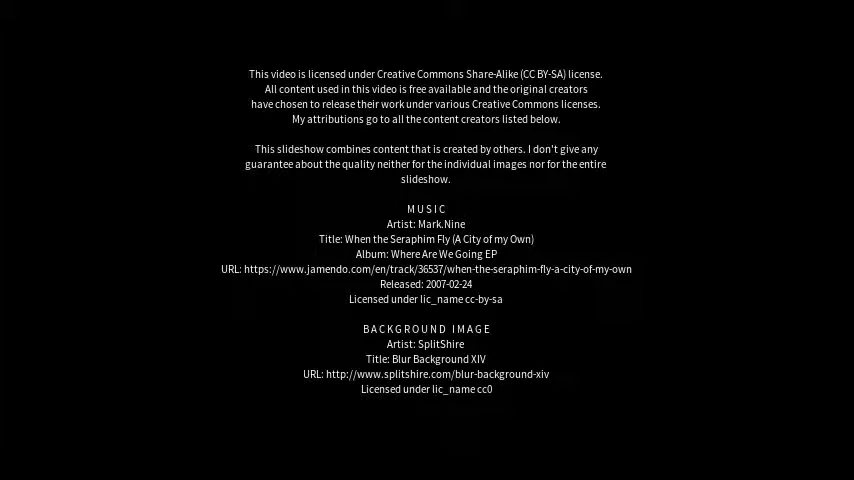 This video is licensed under Creative Commons Share-Alike (CC BY-SA) license.
All content used in this video is free available and the original creators
have chosen to release their work under various Creative Commons licenses.
My attributions go to all the content creators listed below.
This slideshow combines content that is created by others. I don't give any
guarantee about the quality neither for the individual images nor for the entire
slideshow.
MUSIC
Artist: Mark.Nine
Title: When the Seraphim Fly (A City of my Own)
Album: Where Are We Going EP
URL: https://www.jamendo.com/en/track/36537/when-the-seraphim-fly-a-city-of-my-own
Released: 2007-02-24
Licensed under lic_name cc-by-sa
BACKGROUND IMAGE
Artist: SplitShire
Title: Blur Background XIV
URL: http://www.splitshire.com/blur-background-xiv
Licensed under lic_name cc0